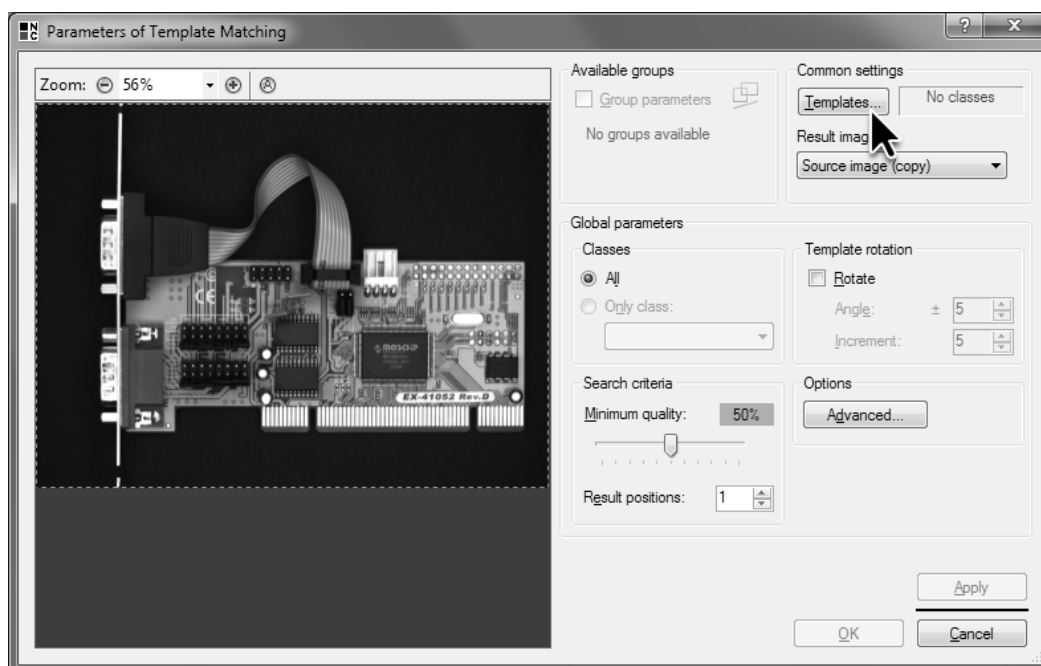 NC Parameters of Template Matching
? X
Zoom: 56%
Available groups
Group parameters
No groups available
Common settings
Templates...
No classes
Result imag
Source image (copy)
Global parameters
Classes
All
Only class:
Template rotation
Rotate
Angle: ± 5
Increment: 5
Search criteria
Minimum quality: 50%
Result positions: 1
Options
Advanced...
CE
MOSCHIP
EX-41052 Rev.D
Apply
OK
Cancel